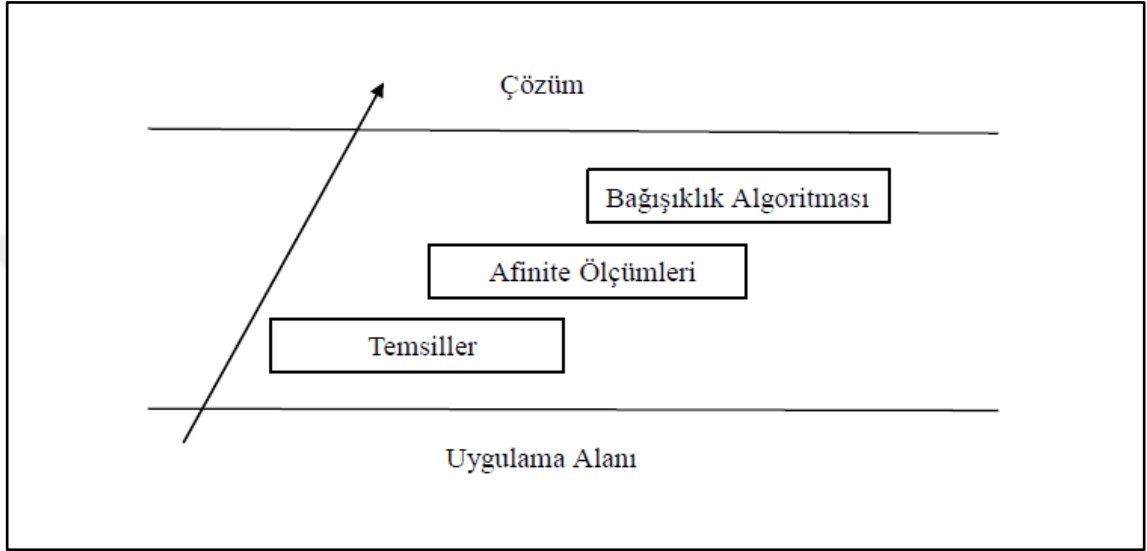 Çözüm
Bağışıklık Algoritması
Afinite Ölçümleri
Temsiller
Uygulama Alanı